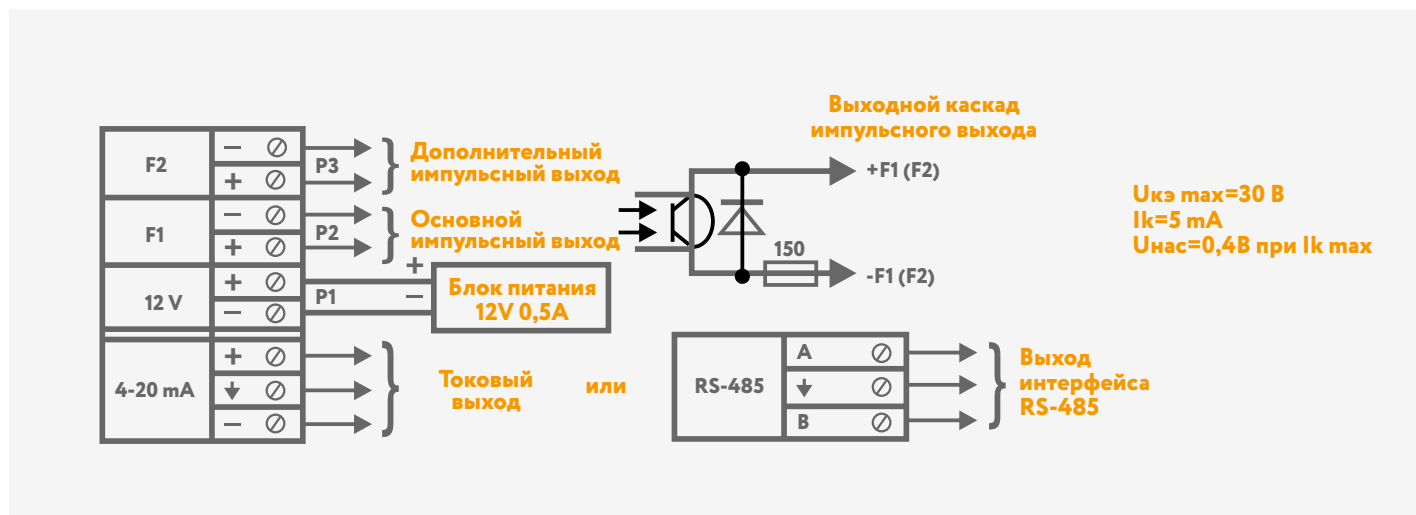 Выходной каскад
импульсного выхода
F2
−
+
P3
Дополнительный
импульсный выход
F1
−
+
P2
Основной
импульсный выход
12 V
+
−
P1
+
−
Блок питания
12V 0,5A
4-20 mA
+
−
Токовый
выход
или
+F1 (F2)
150
-F1 (F2)
Uкэ max=30 В
Ik=5 mA
Uнас=0,4В при Ik max
RS-485
A
B
Выход
интерфейса
RS-485